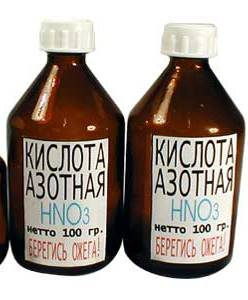 КИСЛОТА
АЗОТНАЯ
HNO3
нетто 100 гр.
БЕРЕГИСЬ ОЖЕГА!
КИСЛОТА
АЗОТНАЯ
HNO3
нетто 100 гр.
БЕРЕГИСЬ ОЖЕГА!